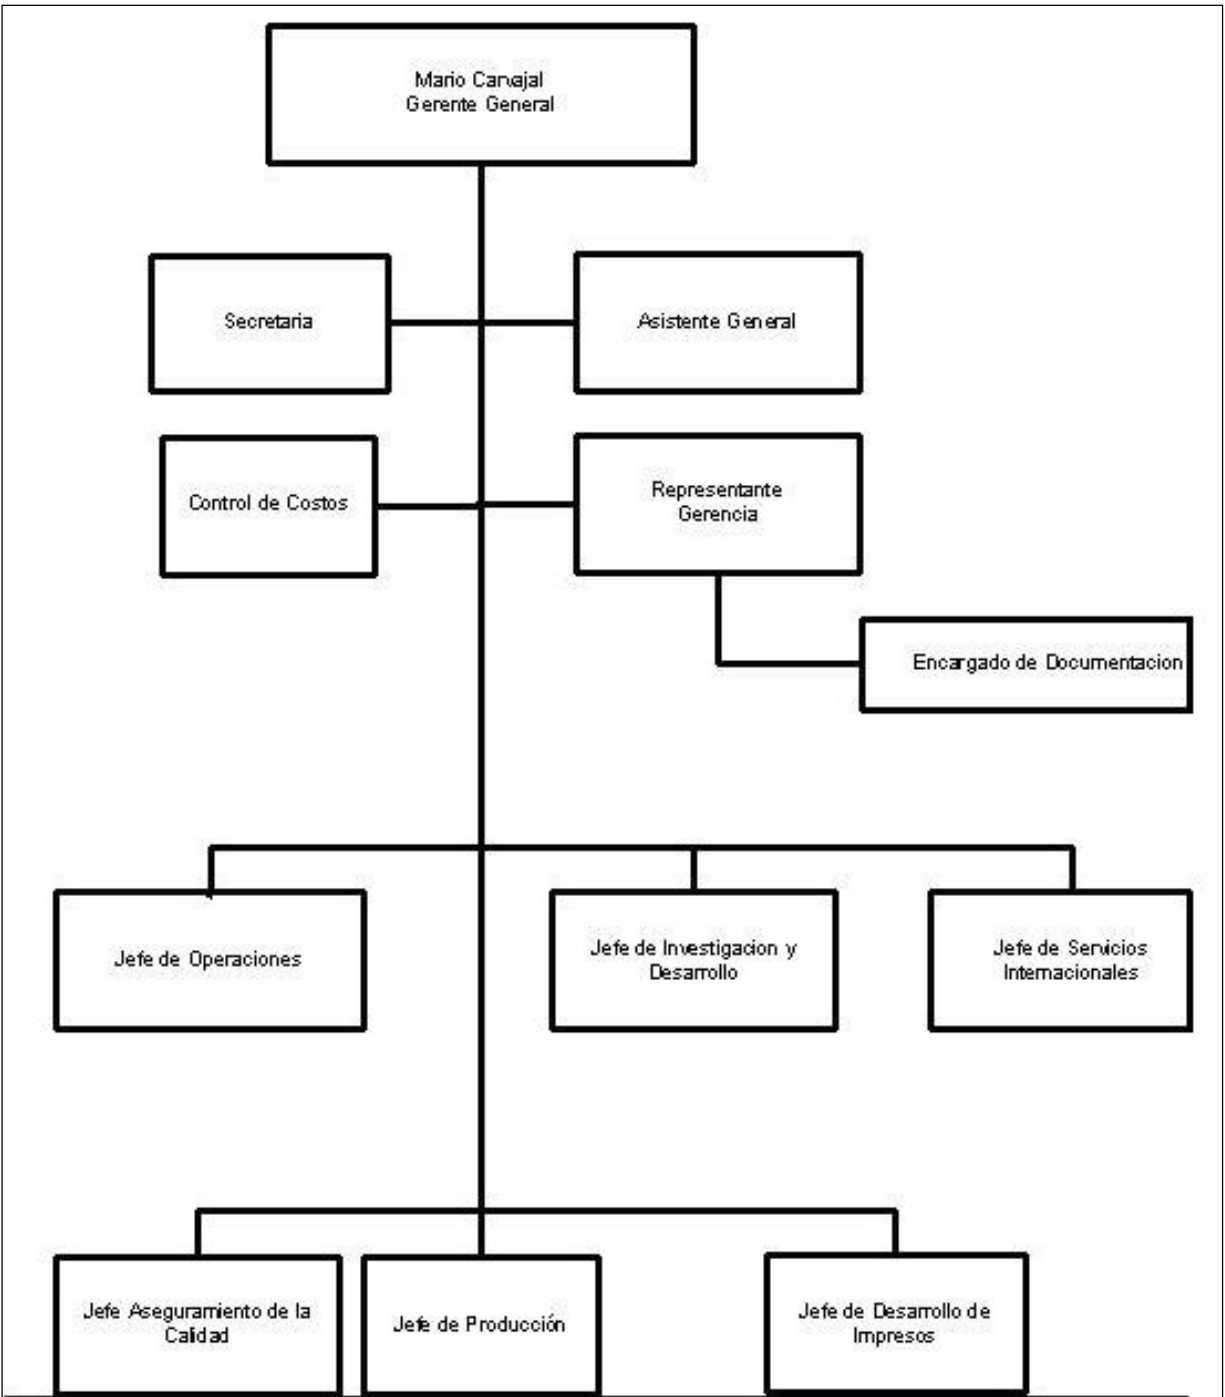 Mario Carvajal
Gerente General
Secretaria
Asistente General
Control de Costos
Representante
Gerencia
Encargado de Documentacion
Jefe de Operaciones
Jefe de Investigacion y
Desarrollo
Jefe de Servicios
Internacionales
Jefe Aseguramiento de la
Calidad
Jefe de Producción
Jefe de Desarrollo de
Impresos